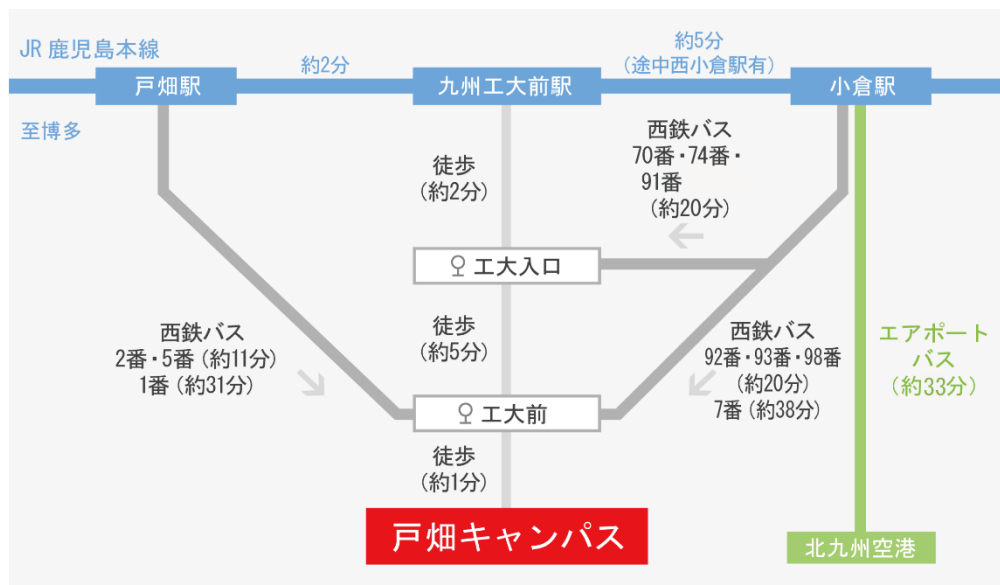 JR 鹿児島本線
約2分
約5分
(途中西小倉駅有)
戸畑駅
九州工大前駅
小倉駅
至博多
徒歩
(約2分)
西鉄バス
70番・74番・
91番
(約20分)
工大入口
西鉄バス
2番・5番 (約11分)
1番 (約31分)
徒歩
(約5分)
西鉄バス
92番・93番・98番
(約20分)
7番 (約38分)
エアポート
バス
(約33分)
工大前
徒歩
(約1分)
戸畑キャンパス
北九州空港